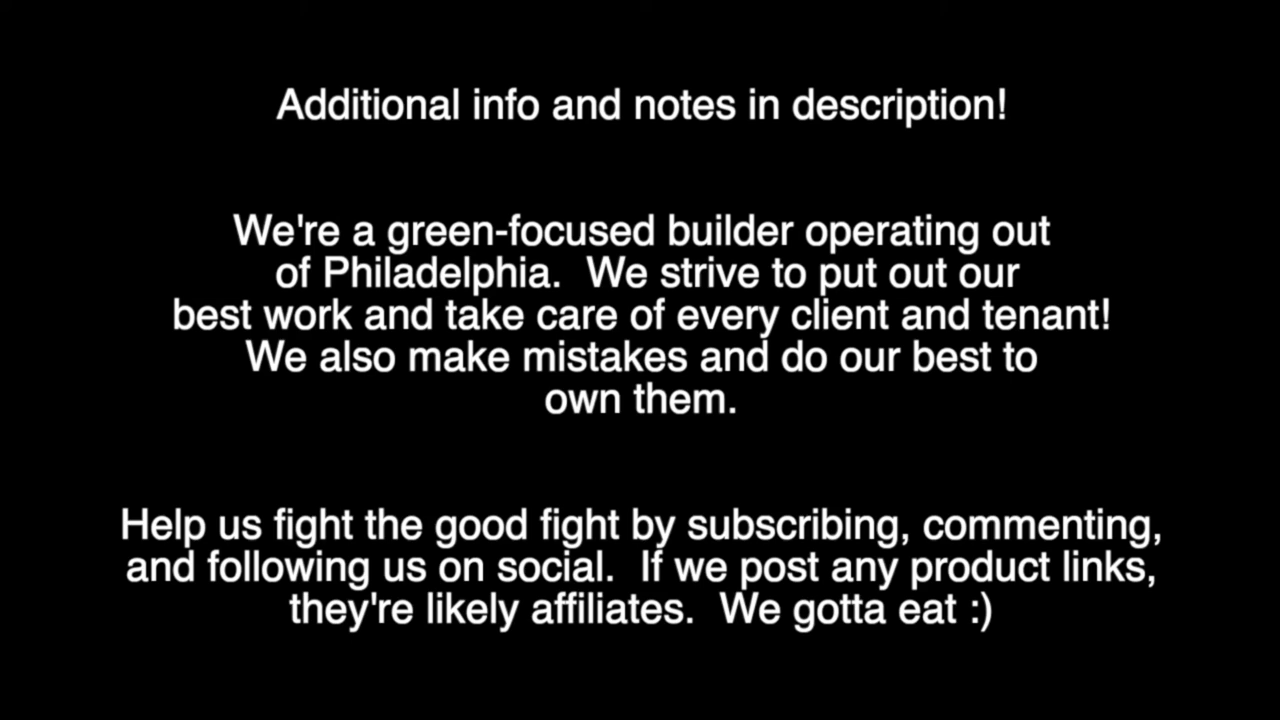 Additional info and notes in description!
We're a green-focused builder operating out
of Philadelphia.  We strive to put out our
best work and take care of every client and tenant!
We also make mistakes and do our best to
own them.
Help us fight the good fight by subscribing, commenting,
and following us on social.  If we post any product links,
they're likely affiliates.  We gotta eat :)